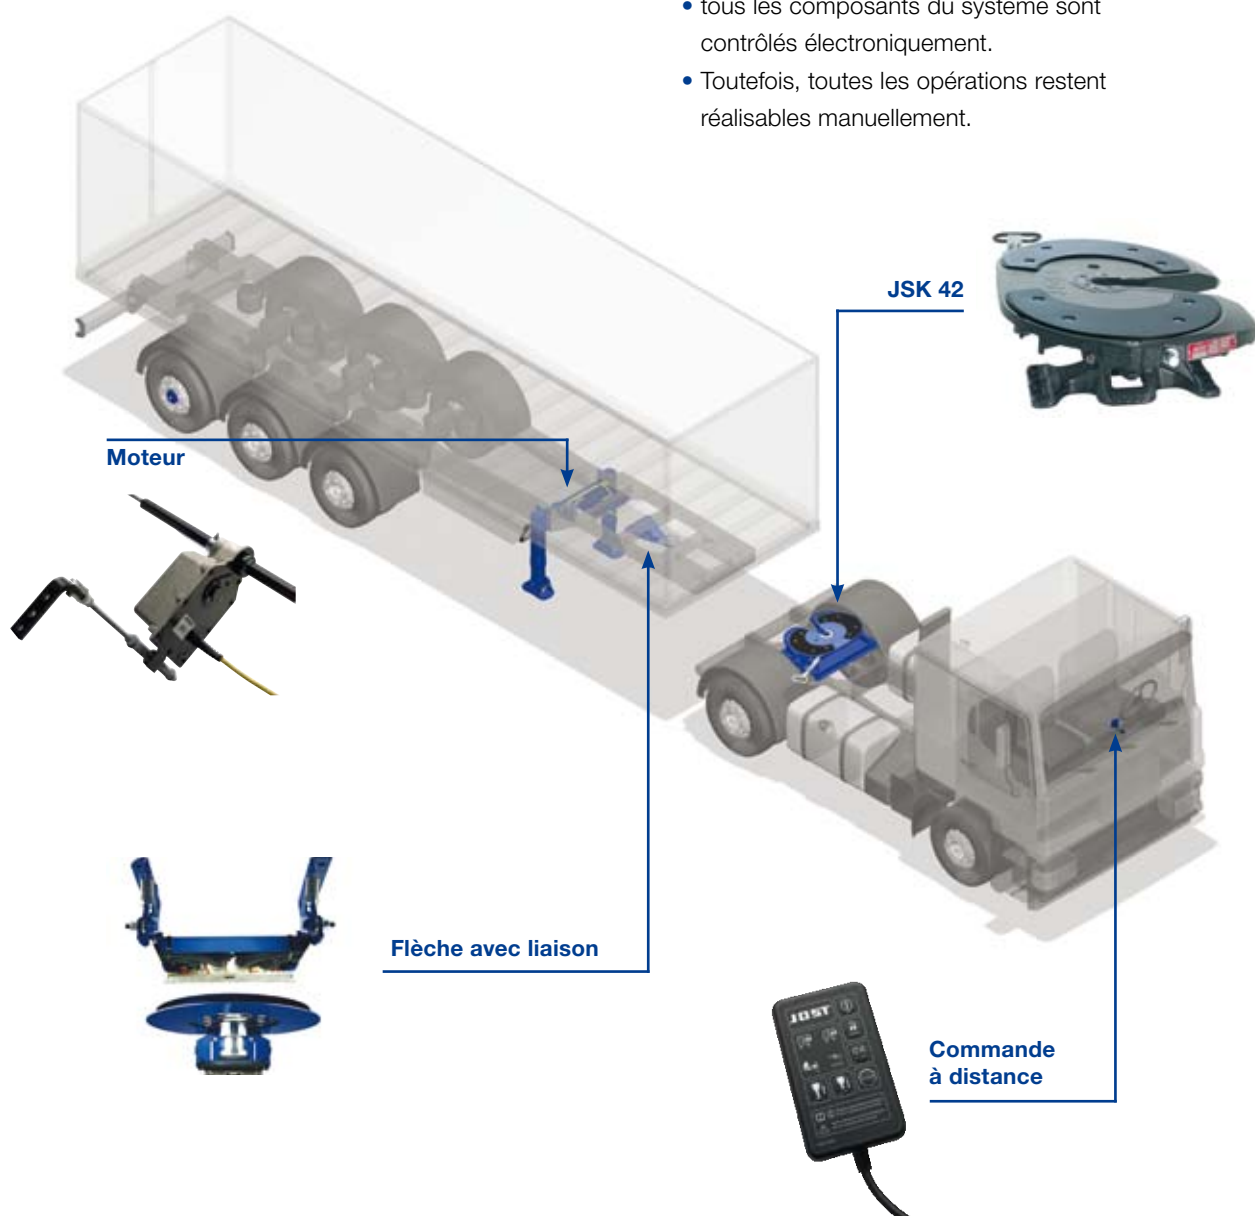 • tous les composants du système sont
contrôlés électroniquement.
• Toutefois, toutes les opérations restent
réalisables manuellement.
JSK 42
Moteur
Flèche avec liaison
JOST
Commande
à distance